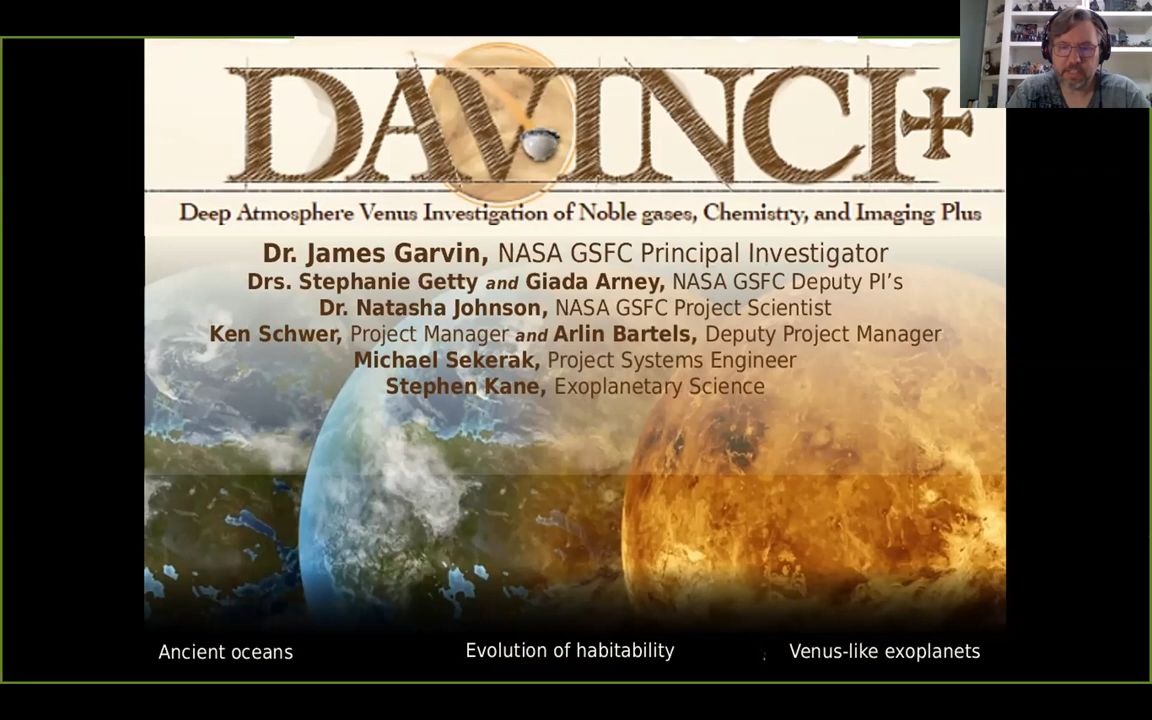 DAVINCI+
Deep Atmosphere Venus Investigation of Noble gases, Chemistry, and Imaging Plus
Dr. James Garvin, NASA GSFC Principal Investigator
Drs. Stephanie Getty and Giada Arney, NASA GSFC Deputy PI's
Dr. Natasha Johnson, NASA GSFC Project Scientist
Ken Schwer, Project Manager and Arlin Bartels, Deputy Project Manager
Michael Sekerak, Project Systems Engineer
Stephen Kane, Exoplanetary Science
Ancient oceans
Evolution of habitability
Venus-like exoplanets